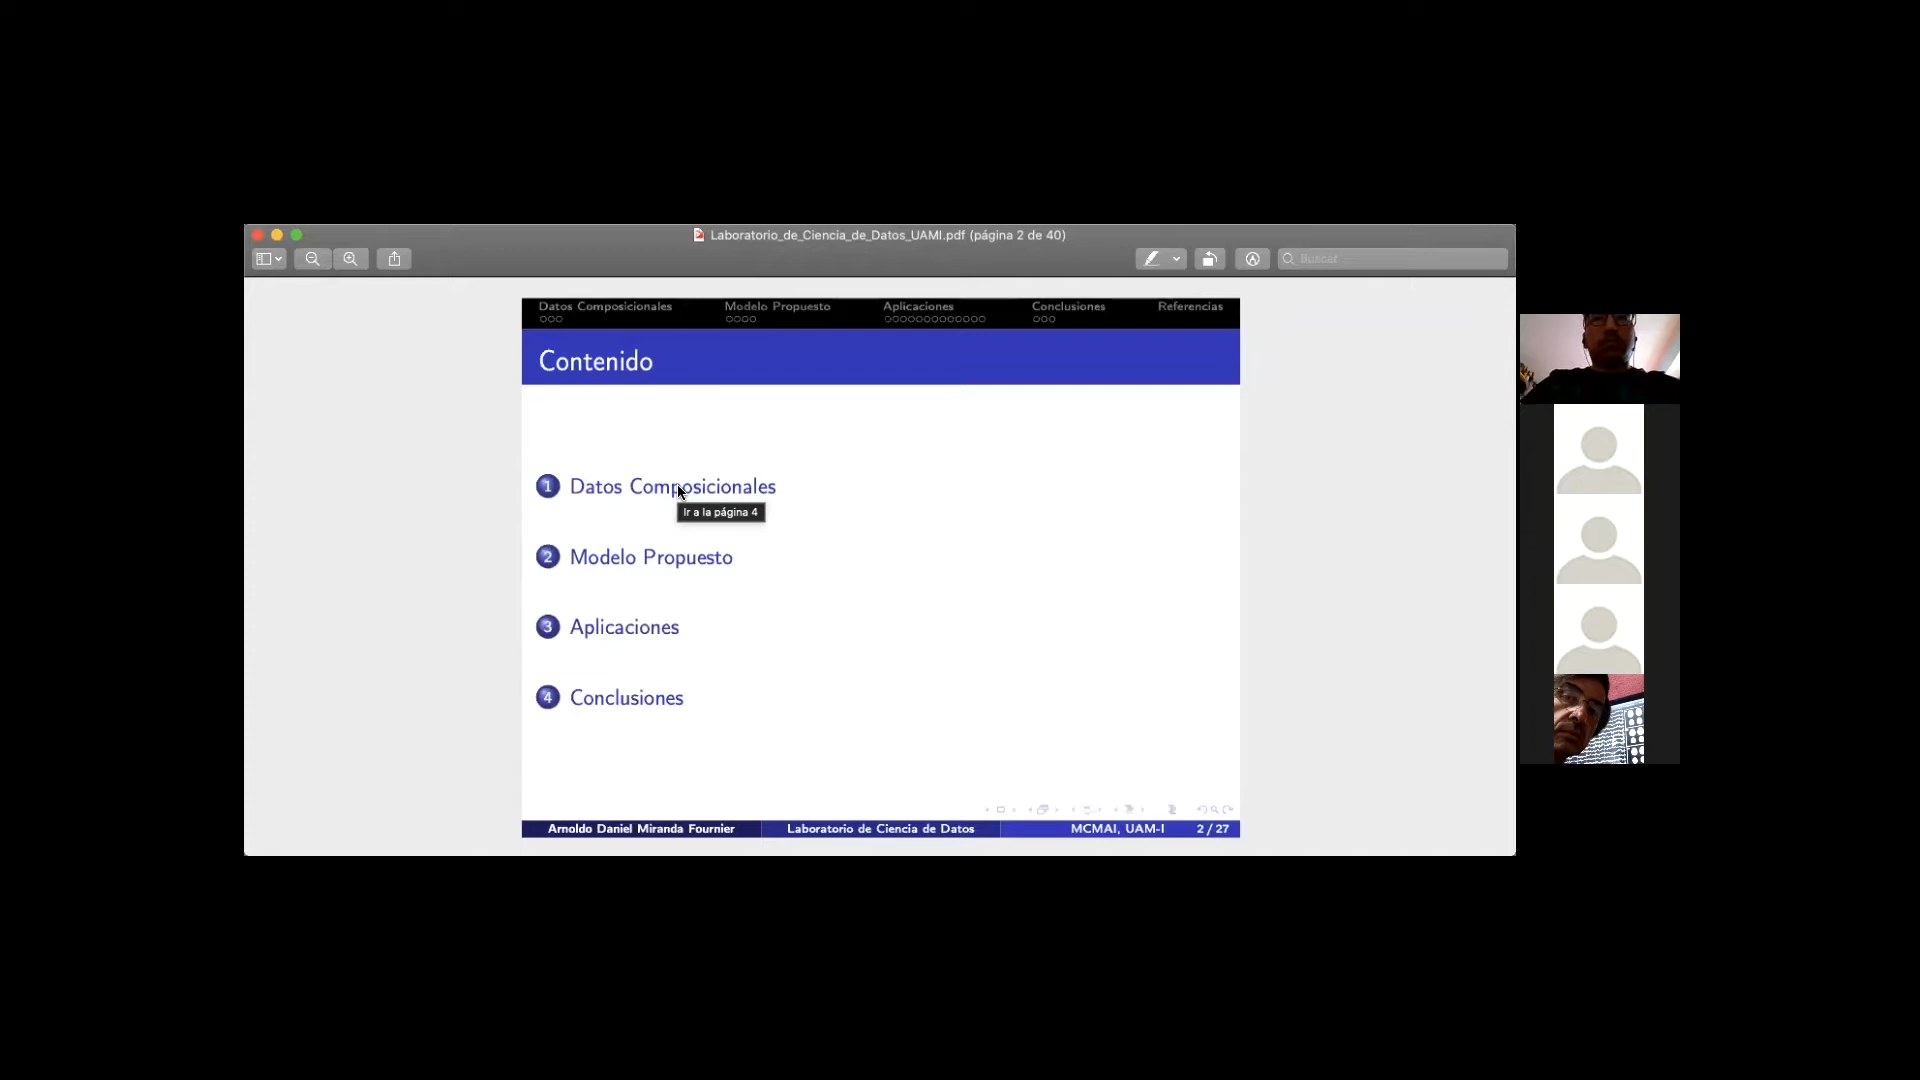 Laboratorio_de_Ciencia_de_Datos_UAMI.pdf (página 2 de 40)
Buscar
Datos Composicionales Modelo Propuesto Aplicaciones Conclusiones Referencias
Contenido
1 Datos Composicionales
Ir a la página 4
2 Modelo Propuesto
3 Aplicaciones
4 Conclusiones
Arnoldo Daniel Miranda Fournier Laboratorio de Ciencia de Datos MCMAI, UAM-I 2 / 27